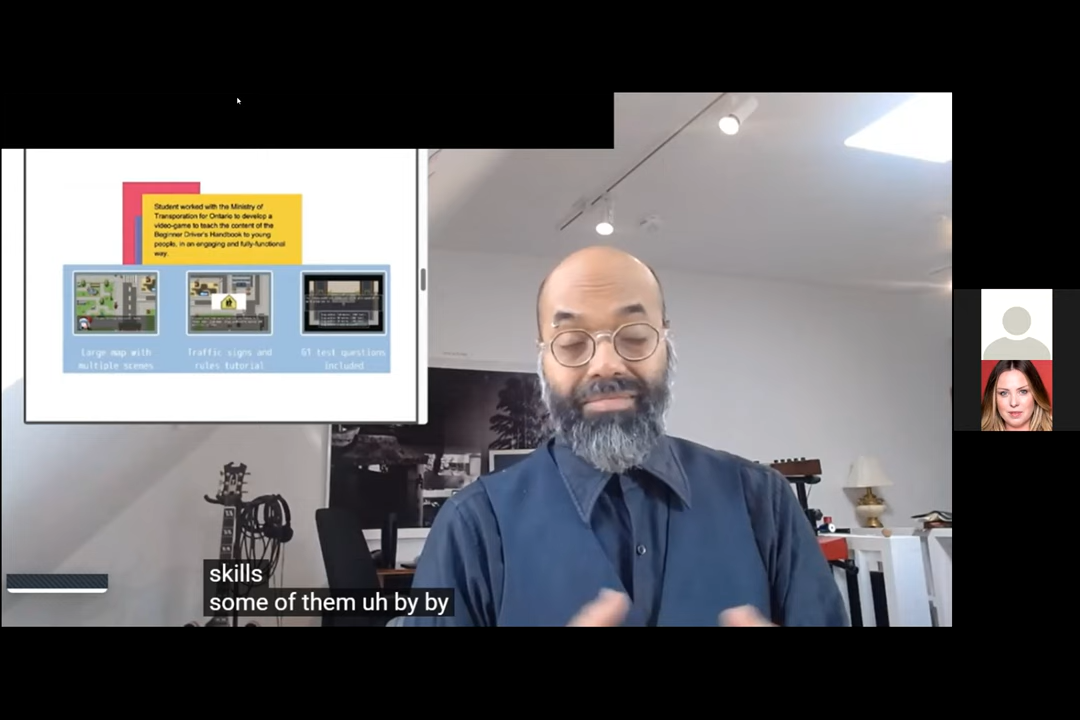 Student worked with the Ministry of
Transporation for Ontario to develop a
video-game to teach the content of the
Beginner Driver's Handbook to young
people, in an engaging and fully-functional
way.
Large map with
multiple scenes
Traffic signs and
rules tutorial
G1 test questions
included
skills
some of them uh by by